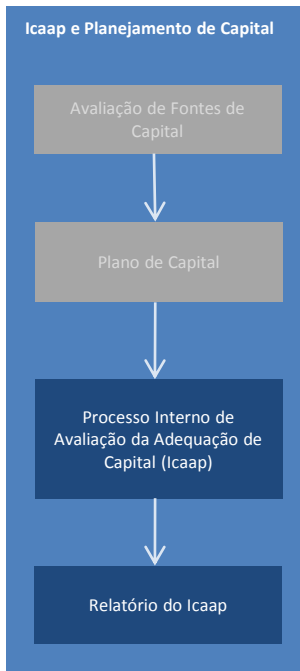 Icaap e Planejamento de Capital
Avaliação de Fontes de
Capital
Plano de Capital
Processo Interno de
Avaliação da Adequação de
Capital (Icaap)
Relatório do Icaap